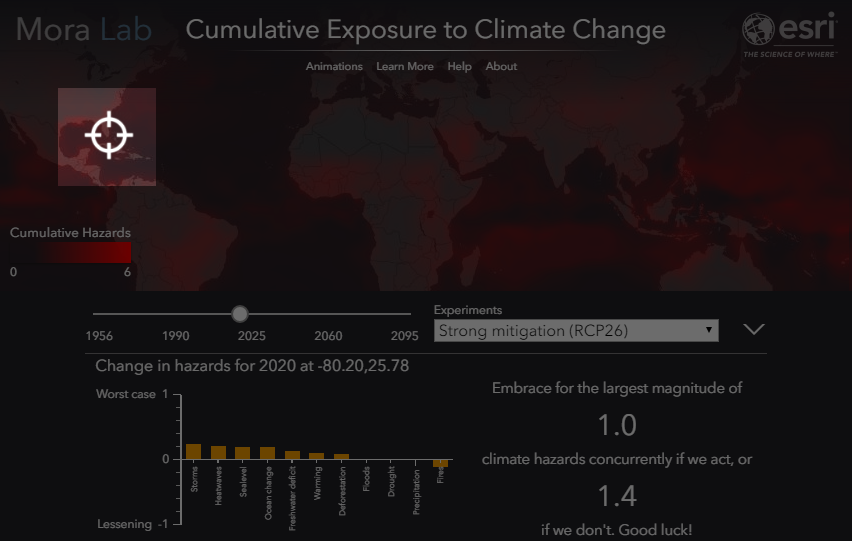 Mora Lab
Cumulative Exposure to Climate Change
esri
THE SCIENCE OF WHERE™
Animations Learn More Help About
Cumulative Hazards
0 6
1956 1990 2025 2060 2095
Experiments
Strong mitigation (RCP26)
Change in hazards for 2020 at -80.20,25.78
Worst case 1
0
Lessening -1
Storms
Heatwaves
Sealevel
Ocean change
Freshwater deficit
Warming
Deforestation
Floods
Drought
Precipitation
Fires
Embrace for the largest magnitude of
1.0
climate hazards concurrently if we act, or
1.4
if we don't. Good luck!